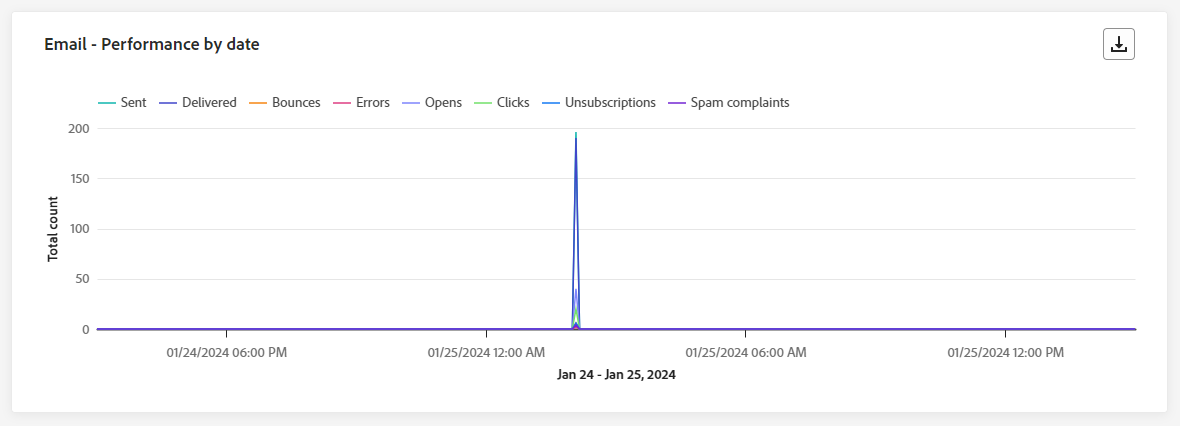 Email - Performance by date
Sent Delivered Bounces Errors Opens Clicks Unsubscriptions Spam complaints
200
150
100
50
0
Total count
01/24/2024 06:00 PM 01/25/2024 12:00 AM 01/25/2024 06:00 AM 01/25/2024 12:00 PM
Jan 24 - Jan 25, 2024